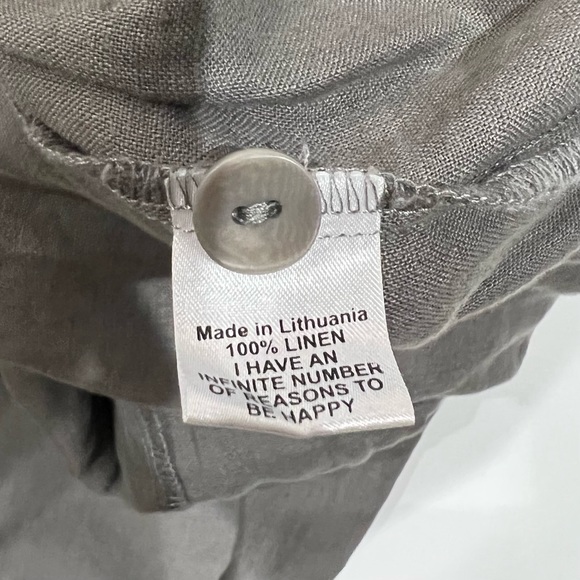 Made in Lithuania
100% LINEN
I HAVE AN
INFINITE NUMBER
OF REASONS TO
BE HAPPY